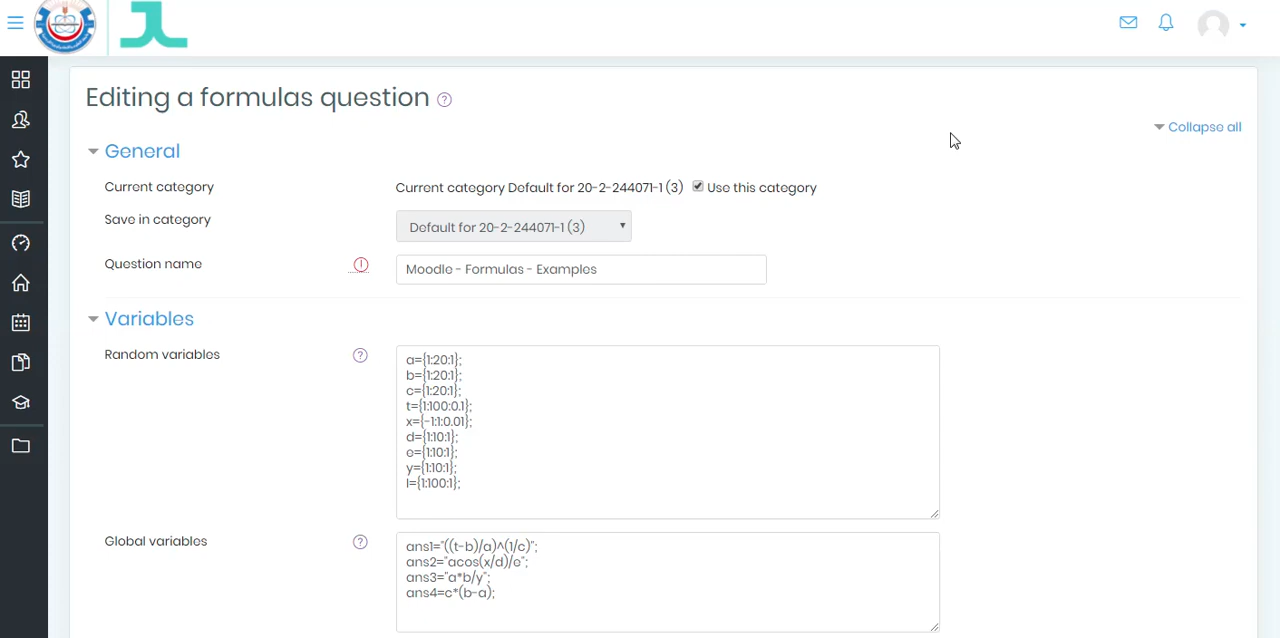 Editing a formulas question
Collapse all
General
Current category
Current category Default for 20-2-244071-1 (3) Use this category
Save in category
Default for 20-2-244071-1 (3)
Question name
Moodle - Formulas - Examples
Variables
Random variables
a={1:20:1};
b={1:20:1};
c={1:20:1};
t={1:100:0.1};
x={-1:1:0.01};
d={1:10:1};
e={1:10:1};
y={1:10:1};
l={1:100:1};
Global variables
ans1="((t-b)/a)^(1/c)";
ans2="acos(x/d)/e";
ans3="a*b/y";
ans4=c*(b-a);